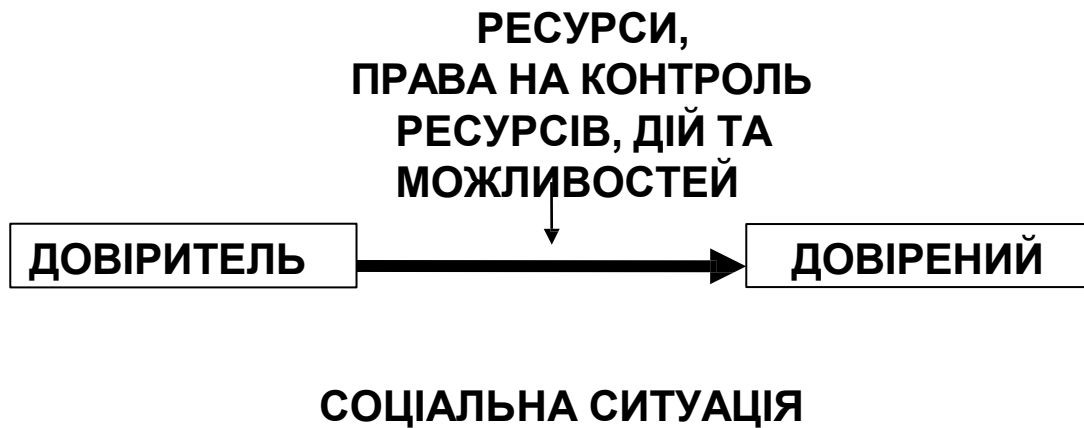 РЕСУРСИ,
ПРАВА НА КОНТРОЛЬ
РЕСУРСІВ, ДІЙ ТА
МОЖЛИВОСТЕЙ
ДОВІРИТЕЛЬ
ДОВІРЕНИЙ
СОЦІАЛЬНА СИТУАЦІЯ